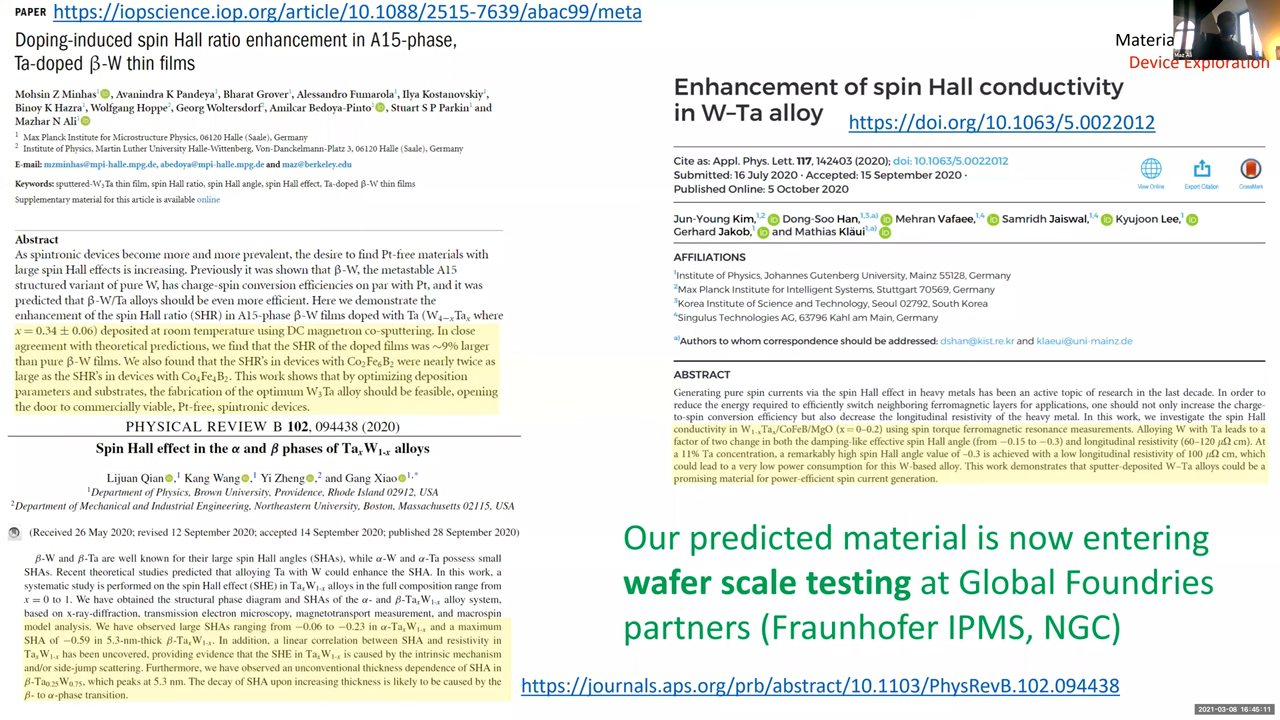 PAPER https://iopscience.iop.org/article/10.1088/2515-7639/abac99/meta
Doping-induced spin Hall ratio enhancement in A15-phase,
Ta-doped β-W thin films
Mohsin Z Minhas¹, Avanindra K Pandeya¹, Bharat Grover¹, Alessandro Fumarola¹, Ilya Kostanovskiy¹,
Binoy K Hazra¹, Wolfgang Hoppe², Georg Woltersdorf², Amilcar Bedoya-Pinto¹, Stuart S P Parkin¹ and
Mazhar N Ali¹
¹ Max Planck Institute for Microstructure Physics, 06120 Halle (Saale), Germany
² Institute of Physics, Martin Luther University Halle-Wittenberg, Von-Danckelmann-Platz 3, 06120 Halle (Saale), Germany
E-mail: mzminhas@mpi-halle.mpg.de, abedoya@mpi-halle.mpg.de and maz@berkeley.edu
Keywords: sputtered-W₃Ta thin film, spin Hall ratio, spin Hall angle, spin Hall effect, Ta-doped β-W thin films
Supplementary material for this article is available online
Abstract
As spintronic devices become more and more prevalent, the desire to find Pt-free materials with
large spin Hall effects is increasing. Previously it was shown that β-W, the metastable A15
structured variant of pure W, has charge-spin conversion efficiencies on par with Pt, and it was
predicted that β-W/Ta alloys should be even more efficient. Here we demonstrate the
enhancement of the spin Hall ratio (SHR) in A15-phase β-W films doped with Ta (W₄₋ₓTaₓ where
x = 0.34 ± 0.06) deposited at room temperature using DC magnetron co-sputtering. In close
agreement with theoretical predictions, we find that the SHR of the doped films was ~9% larger
than pure β-W films. We also found that the SHR's in devices with Co₂Fe₆B₂ were nearly twice as
large as the SHR's in devices with Co₄Fe₄B₂. This work shows that by optimizing deposition
parameters and substrates, the fabrication of the optimum W₃Ta alloy should be feasible, opening
the door to commercially viable, Pt-free, spintronic devices.
PHYSICAL REVIEW B 102, 094438 (2020)
Spin Hall effect in the α and β phases of TaₓW₁₋ₓ alloys
Lijuan Qian,¹ Kang Wang,¹ Yi Zheng,² and Gang Xiao¹,*
¹Department of Physics, Brown University, Providence, Rhode Island 02912, USA
²Department of Mechanical and Industrial Engineering, Northeastern University, Boston, Massachusetts 02115, USA
(Received 26 May 2020; revised 12 September 2020; accepted 14 September 2020; published 28 September 2020)
β-W and β-Ta are well known for their large spin Hall angles (SHAs), while α-W and α-Ta possess small
SHAs. Recent theoretical studies predicted that alloying Ta with W could enhance the SHA. In this work, a
systematic study is performed on the spin Hall effect (SHE) in TaₓW₁₋ₓ alloys in the full composition range from
x = 0 to 1. We have obtained the structural phase diagram and SHAs of the α- and β-TaₓW₁₋ₓ alloy system,
based on x-ray-diffraction, transmission electron microscopy, magnetotransport measurement, and macrospin
model analysis. We have observed large SHAs ranging from −0.06 to −0.23 in α-TaₓW₁₋ₓ and a maximum
SHA of −0.59 in 5.3-nm-thick β-TaₓW₁₋ₓ. In addition, a linear correlation between SHA and resistivity in
TaₓW₁₋ₓ has been uncovered, providing evidence that the SHE in TaₓW₁₋ₓ is caused by the intrinsic mechanism
and/or side-jump scattering. Furthermore, we have observed an unconventional thickness dependence of SHA in
β-Ta₀.₂₅W₀.₇₅, which peaks at 5.3 nm. The decay of SHA upon increasing thickness is likely to be caused by the
β- to α-phase transition.
Materia
Maz Ali
Device Exploration
Enhancement of spin Hall conductivity
in W–Ta alloy https://doi.org/10.1063/5.0022012
Cite as: Appl. Phys. Lett. 117, 142403 (2020); doi: 10.1063/5.0022012
Submitted: 16 July 2020 · Accepted: 15 September 2020 ·
Published Online: 5 October 2020
View Online Export Citation CrossMark
Jun-Young Kim,¹,² Dong-Soo Han,¹,³,ᵃ⁾ Mehran Vafaee,¹,⁴ Samridh Jaiswal,¹,⁴ Kyujoon Lee,¹
Gerhard Jakob,¹ and Mathias Kläui¹,ᵃ⁾
AFFILIATIONS
¹Institute of Physics, Johannes Gutenberg University, Mainz 55128, Germany
²Max Planck Institute for Intelligent Systems, Stuttgart 70569, Germany
³Korea Institute of Science and Technology, Seoul 02792, South Korea
⁴Singulus Technologies AG, 63796 Kahl am Main, Germany
ᵃ⁾Authors to whom correspondence should be addressed: dshan@kist.re.kr and klaeui@uni-mainz.de
ABSTRACT
Generating pure spin currents via the spin Hall effect in heavy metals has been an active topic of research in the last decade. In order to
reduce the energy required to efficiently switch neighboring ferromagnetic layers for applications, one should not only increase the charge-
to-spin conversion efficiency but also decrease the longitudinal resistivity of the heavy metal. In this work, we investigate the spin Hall
conductivity in W₁₋ₓTaₓ/CoFeB/MgO (x = 0–0.2) using spin torque ferromagnetic resonance measurements. Alloying W with Ta leads to a
factor of two change in both the damping-like effective spin Hall angle (from −0.15 to −0.3) and longitudinal resistivity (60–120 μΩ cm). At
a 11% Ta concentration, a remarkably high spin Hall angle value of −0.3 is achieved with a low longitudinal resistivity of 100 μΩ cm, which
could lead to a very low power consumption for this W-based alloy. This work demonstrates that sputter-deposited W–Ta alloys could be a
promising material for power-efficient spin current generation.
Our predicted material is now entering
wafer scale testing at Global Foundries
partners (Fraunhofer IPMS, NGC)
https://journals.aps.org/prb/abstract/10.1103/PhysRevB.102.094438
2021-03-08 16:45:11